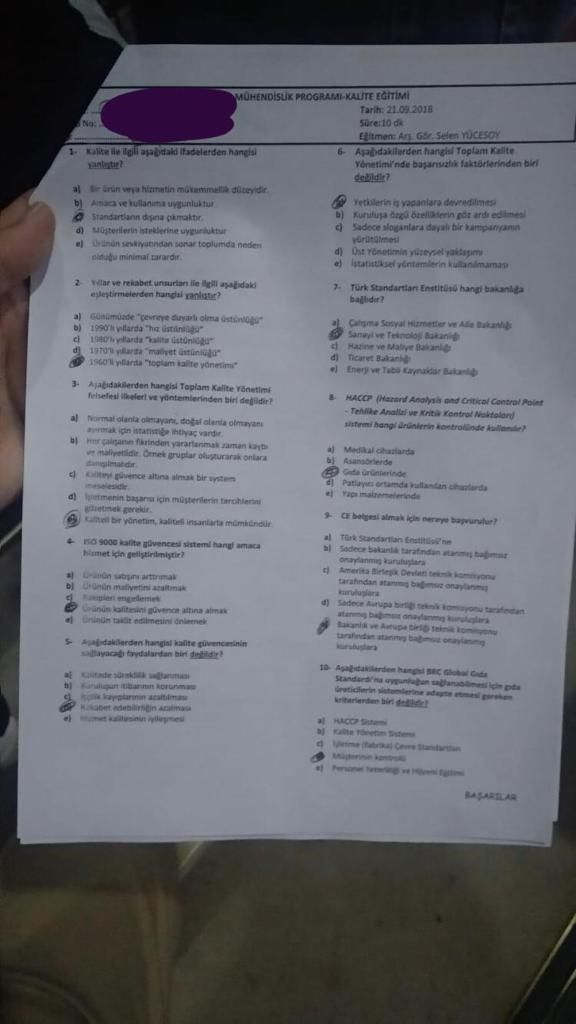 MÜHENDİSLİK PROGRAMI-KALİTE EĞİTİMİ
No:
Tarih: 21.09.2018
Süre:10 dk
Eğitmen: Arş. Gör. Selen YÜCESOY
1- Kalite ile ilgili aşağıdaki ifadelerden hangisi
yanlıştır?
a) Bir ürün veya hizmetin mükemmellik düzeyidir.
b) Amaca ve kullanıma uygunluktur.
Standartların dışına çıkmaktır.
d) Müşterilerin isteklerine uygunluktur
e) Ürünün sevkiyatından sonar toplumda neden
olduğu minimal zarardır.
2- Yıllar ve rekabet unsurları ile ilgili aşağıdaki
eşleştirmelerden hangisi yanlıştır?
a) Günümüzde "çevreye duyarlı olma üstünlüğü"
b) 1990'lı yıllarda "hız üstünlüğü"
c) 1980'li yıllarda "kalite üstünlüğü"
d) 1970'li yıllarda "maliyet üstünlüğü"
1960'lı yıllarda "toplam kalite yönetimi"
3- Aşağıdakilerden hangisi Toplam Kalite Yönetimi
felsefesi ilkeleri ve yöntemlerinden biri değildir?
a) Normal olanla olmayanı, doğal olanla olmayanı
ayırmak için istatistiğe ihtiyaç vardır.
b) Her çalışanın fikrinden yararlanmak zaman kaybı
ve maliyetlidir. Örnek gruplar oluşturarak onlara
danışılmalıdır.
c) Kaliteyi güvence altına almak bir system
meselesidir.
d) İşletmenin başarısı için müşterilerin tercihlerini
gözetmek gerekir.
Kaliteli bir yönetim, kaliteli insanlarla mümkündür.
4- ISO 9000 kalite güvencesi sistemi hangi amaca
hizmet için geliştirilmiştir?
a) Ürünün satışını arttırmak
b) Ürünün maliyetini azaltmak
c) Rakipleri engellemek
Ürünün kalitesini güvence altına almak
e) Ürünün taklit edilmesini önlemek
5- Aşağıdakilerden hangisi kalite güvencesinin
sağlayacağı faydalardan biri değildir?
a) Kalitede süreklilik sağlanması
b) Kuruluşun itibarının korunması
c) İşçilik kayıplarının azaltılması
Rekabet edebilirliğin azalması
e) Hizmet kalitesinin iyileşmesi
6- Aşağıdakilerden hangisi Toplam Kalite
Yönetimi'nde başarısızlık faktörlerinden biri
değildir?
Yetkilerin iş yapanlara devredilmesi
b) Kuruluşa özgü özelliklerin göz ardı edilmesi
c) Sadece sloganlara dayalı bir kampanyanın
yürütülmesi
d) Üst Yönetimin yüzeysel yaklaşımı
e) İstatistiksel yöntemlerin kullanılmaması
7- Türk Standartları Enstitüsü hangi bakanlığa
bağlıdır?
a) Çalışma Sosyal Hizmetler ve Aile Bakanlığı
Sanayi ve Teknoloji Bakanlığı
c) Hazine ve Maliye Bakanlığı
d) Ticaret Bakanlığı
e) Enerji ve Tabii Kaynaklar Bakanlığı
8- HACCP (Hazard Analysis and Critical Control Point
- Tehlike Analizi ve Kritik Kontrol Noktaları)
sistemi hangi ürünlerin kontrolünde kullanılır?
a) Medikal cihazlarda
b) Asansörlerde
Gıda ürünlerinde
d) Patlayıcı ortamda kullanılan cihazlarda
e) Yapı malzemelerinde
9- CE belgesi almak için nereye başvurulur?
a) Türk Standartları Enstitüsü'ne
b) Sadece bakanlık tarafından atanmış bağımsız
onaylanmış kuruluşlara
c) Amerika Birleşik Devleti teknik komisyonu
tarafından atanmış bağımsız onaylanmış
kuruluşlara
d) Sadece Avrupa birliği teknik komisyonu tarafından
atanmış bağımsız onaylanmış kuruluşlara
Bakanlık ve Avrupa birliği teknik komisyonu
tarafından atanmış bağımsız onaylanmış
kuruluşlara
10- Aşağıdakilerden hangisi BRC Global Gıda
Standardı'na uygunluğun sağlanabilmesi için gıda
üreticilerin sistemlerine adapte etmesi gereken
kriterlerden biri değildir?
a) HACCP Sistemi
b) Kalite Yönetim Sistemi
c) İşletme (fabrika) Çevre Standartları
Müşterinin kontrolü
e) Personel Yeterliliği ve Hijyeni Eğitimi
BAŞARILAR